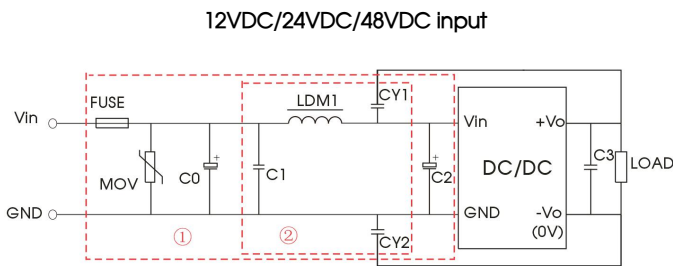 12VDC/24VDC/48VDC input
FUSE
LDM1
CY1
Vin
Vin
+Vo
MOV
C0
+
C1
+
C2
DC/DC
C3
LOAD
GND
①
②
CY2
GND
-Vo
(0V)